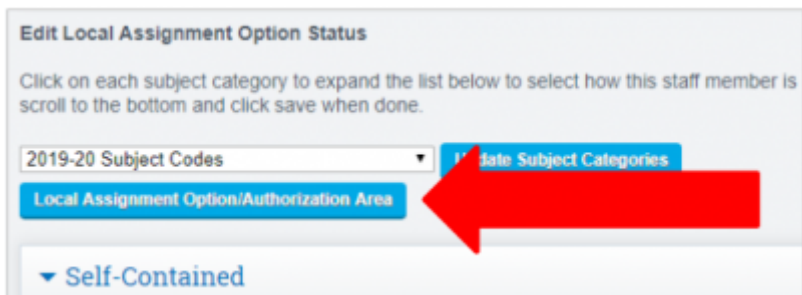 Edit Local Assignment Option Status
Click on each subject category to expand the list below to select how this staff member is
scroll to the bottom and click save when done.
2019-20 Subject Codes
Update Subject Categories
Local Assignment Option/Authorization Area
Self-Contained